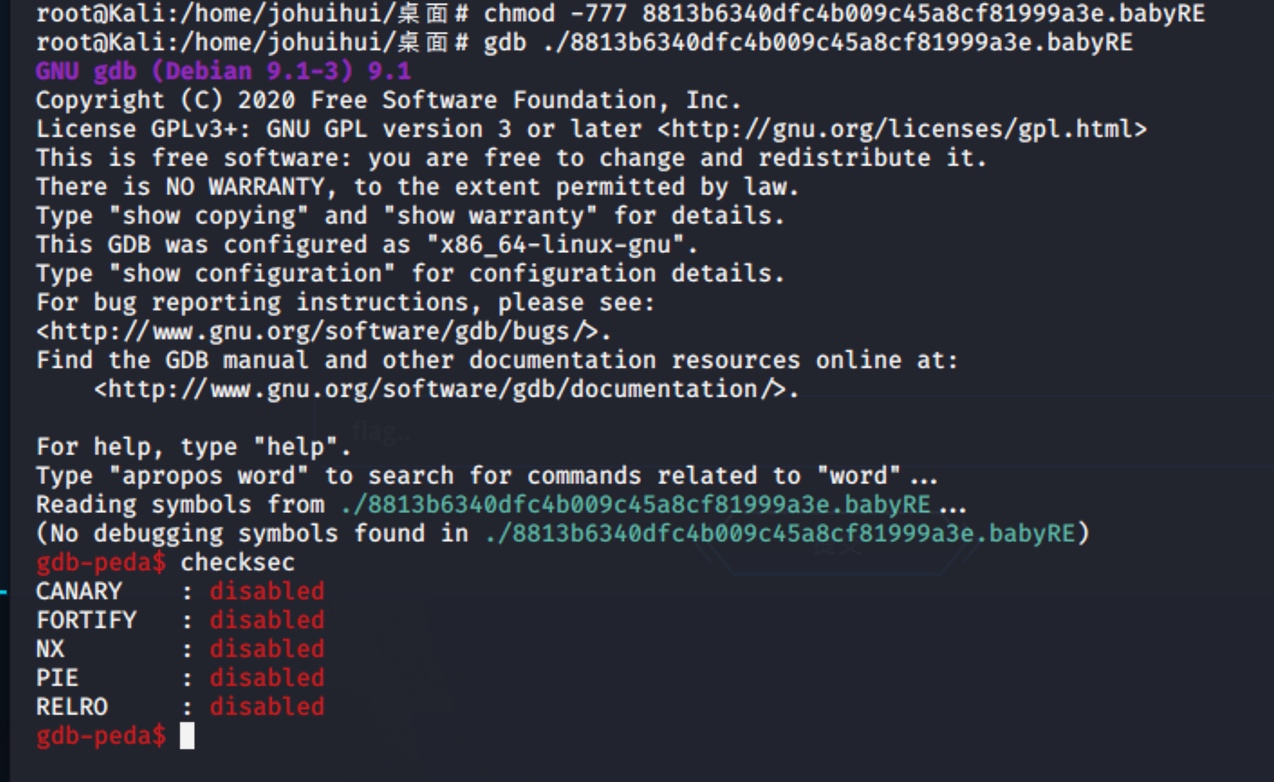 root@Kali:/home/johuihui/桌面# chmod -777 8813b6340dfc4b009c45a8cf81999a3e.babyRE
root@Kali:/home/johuihui/桌面# gdb ./8813b6340dfc4b009c45a8cf81999a3e.babyRE
GNU gdb (Debian 9.1-3) 9.1
Copyright (C) 2020 Free Software Foundation, Inc.
License GPLv3+: GNU GPL version 3 or later <http://gnu.org/licenses/gpl.html>
This is free software: you are free to change and redistribute it.
There is NO WARRANTY, to the extent permitted by law.
Type "show copying" and "show warranty" for details.
This GDB was configured as "x86_64-linux-gnu".
Type "show configuration" for configuration details.
For bug reporting instructions, please see:
<http://www.gnu.org/software/gdb/bugs/>.
Find the GDB manual and other documentation resources online at:
    <http://www.gnu.org/software/gdb/documentation/>.
flag..
For help, type "help".
Type "apropos word" to search for commands related to "word"...
Reading symbols from ./8813b6340dfc4b009c45a8cf81999a3e.babyRE...
(No debugging symbols found in ./8813b6340dfc4b009c45a8cf81999a3e.babyRE)
gdb-peda$ checksec
CANARY    : disabled
FORTIFY   : disabled
NX        : disabled
PIE       : disabled
RELRO     : disabled
gdb-peda$